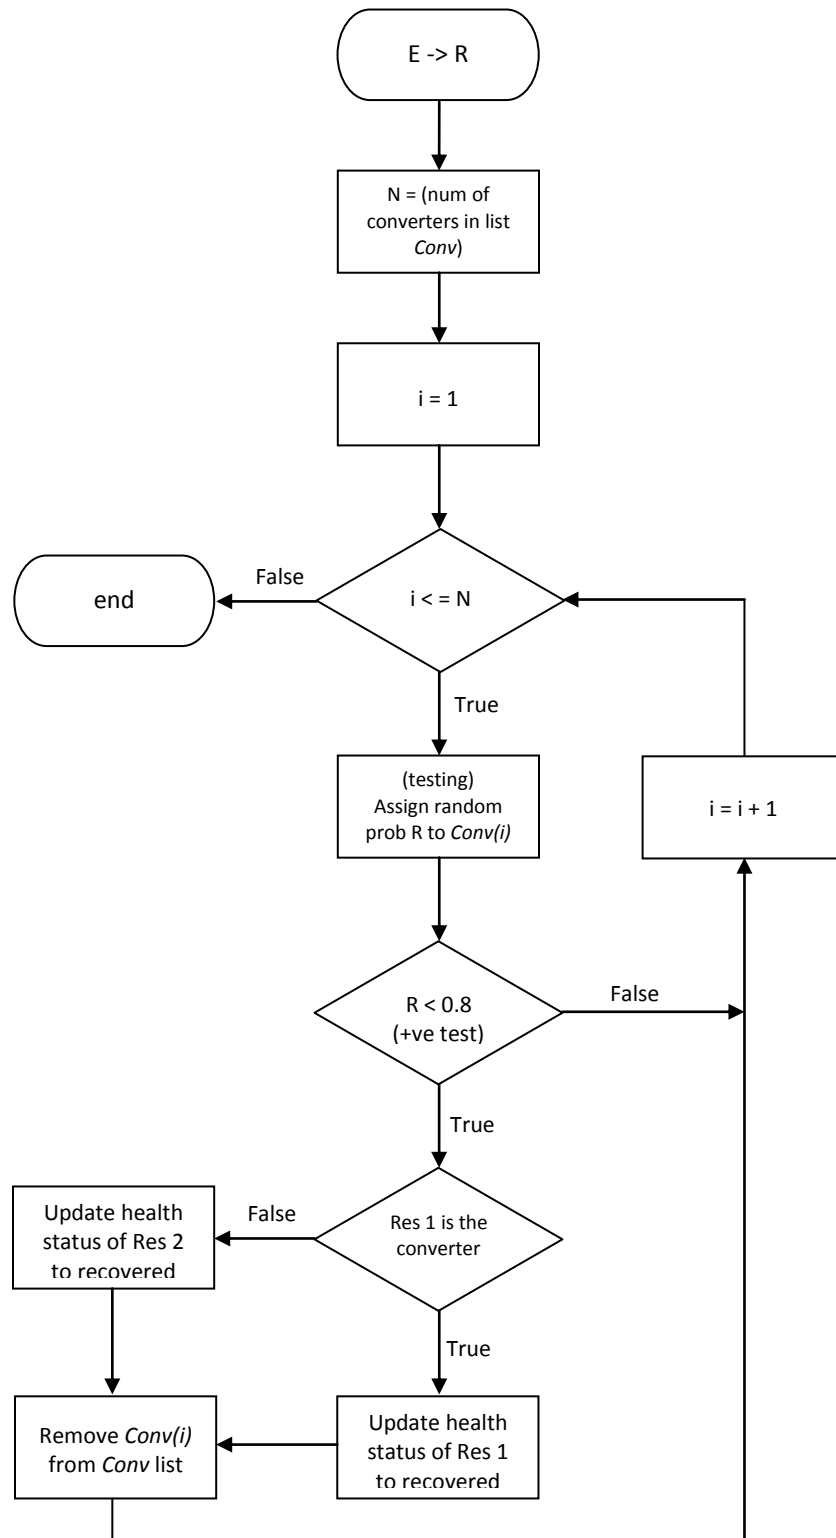 E -> R
N = (num of
converters in list
Conv)
i = 1
False
end
i < = N
True
(testing)
Assign random
prob R to Conv(i)
i = i + 1
R < 0.8
(+ve test)
False
True
Update health
status of Res 2
to recovered
False
Res 1 is the
converter
True
Remove Conv(i)
from Conv list
Update health
status of Res 1
to recovered